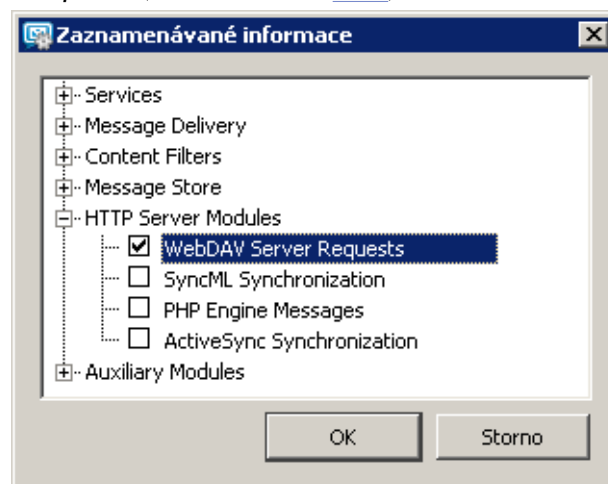 Zaznamenávané informace
Services
Message Delivery
Content Filters
Message Store
HTTP Server Modules
WebDAV Server Requests
SyncML Synchronization
PHP Engine Messages
ActiveSync Synchronization
Auxiliary Modules
OK Storno